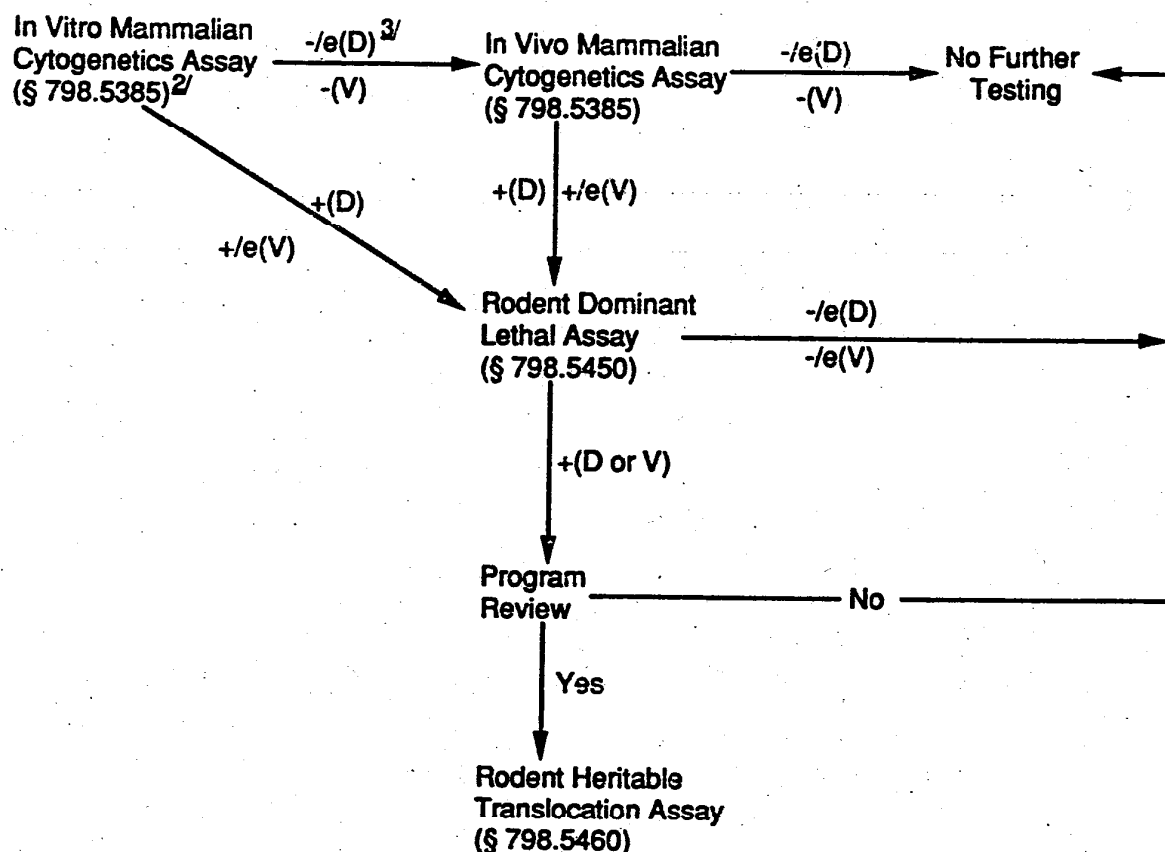 In Vitro Mammalian
Cytogenetics Assay
(§ 798.5385)2/
-/e(D)3/
-(V)
In Vivo Mammalian
Cytogenetics Assay
(§ 798.5385)
-/e(D)
-(V)
No Further
Testing
+(D)
+/e(V)
+(D)
+/e(V)
Rodent Dominant
Lethal Assay
(§ 798.5450)
-/e(D)
-/e(V)
+(D or V)
Program
Review
No
Yes
Rodent Heritable
Translocation Assay
(§ 798.5460)